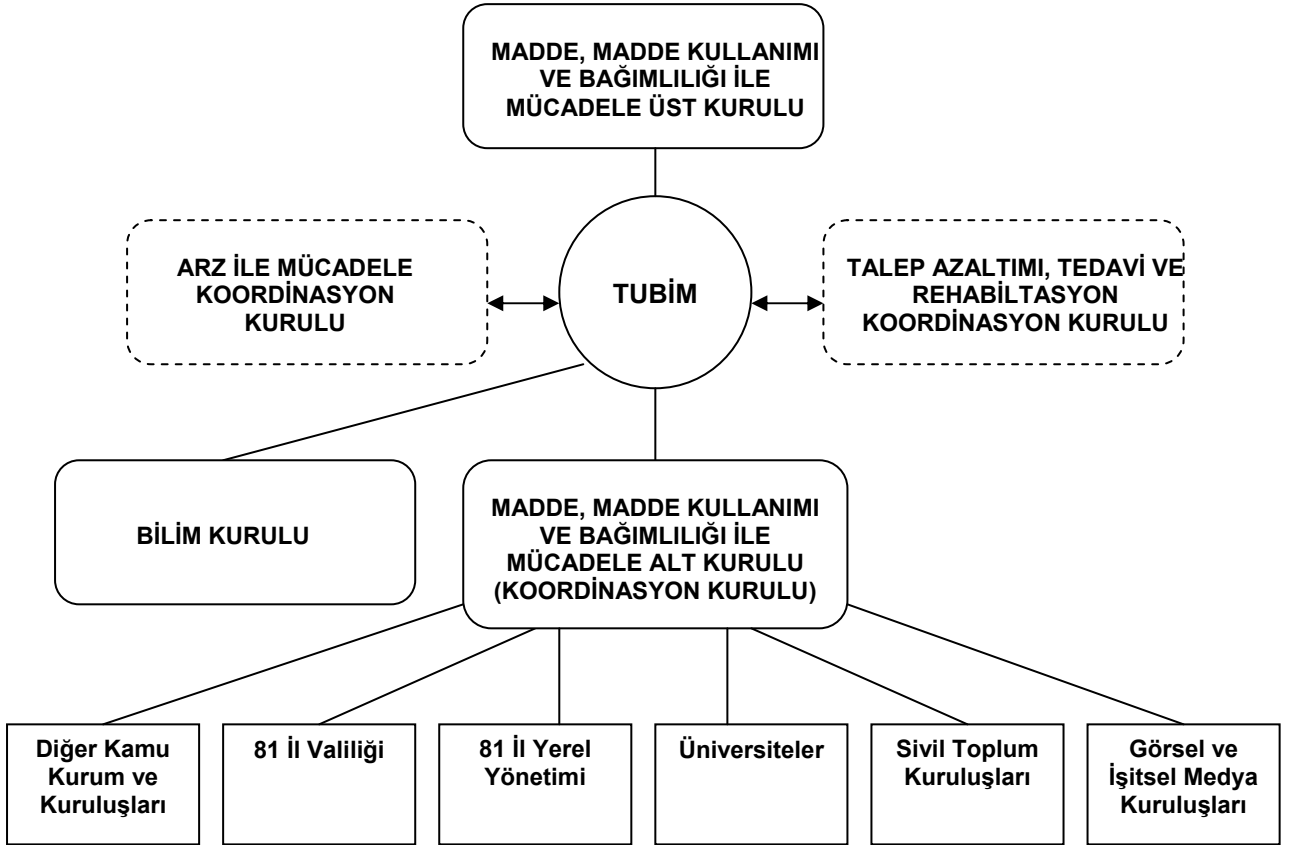 MADDE, MADDE KULLANIMI
VE BAĞIMLILIĞI İLE
MÜCADELE ÜST KURULU
ARZ İLE MÜCADELE
KOORDİNASYON
KURULU
TUBİM
TALEP AZALTIMI, TEDAVİ VE
REHABİLTASYON
KOORDİNASYON KURULU
BİLİM KURULU
MADDE, MADDE KULLANIMI
VE BAĞIMLILIĞI İLE
MÜCADELE ALT KURULU
(KOORDİNASYON KURULU)
Diğer Kamu
Kurum ve
Kuruluşları
81 İl Valiliği
81 İl Yerel
Yönetimi
Üniversiteler
Sivil Toplum
Kuruluşları
Görsel ve
İşitsel Medya
Kuruluşları